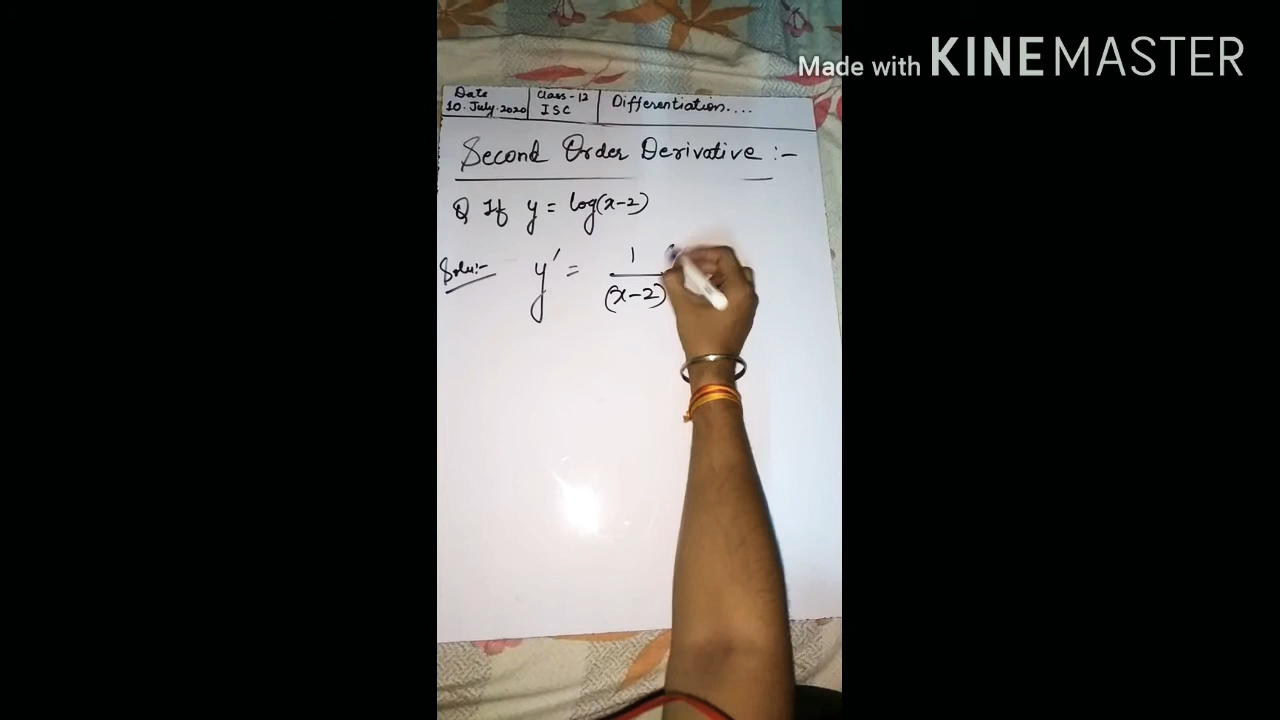 Made with KINEMASTER
Date
10. July. 2020
Class-12
ISC
Differentiation....
Second Order Derivative :-
Q If y = log(x-2)
Solu:- y' = 1
(x-2)